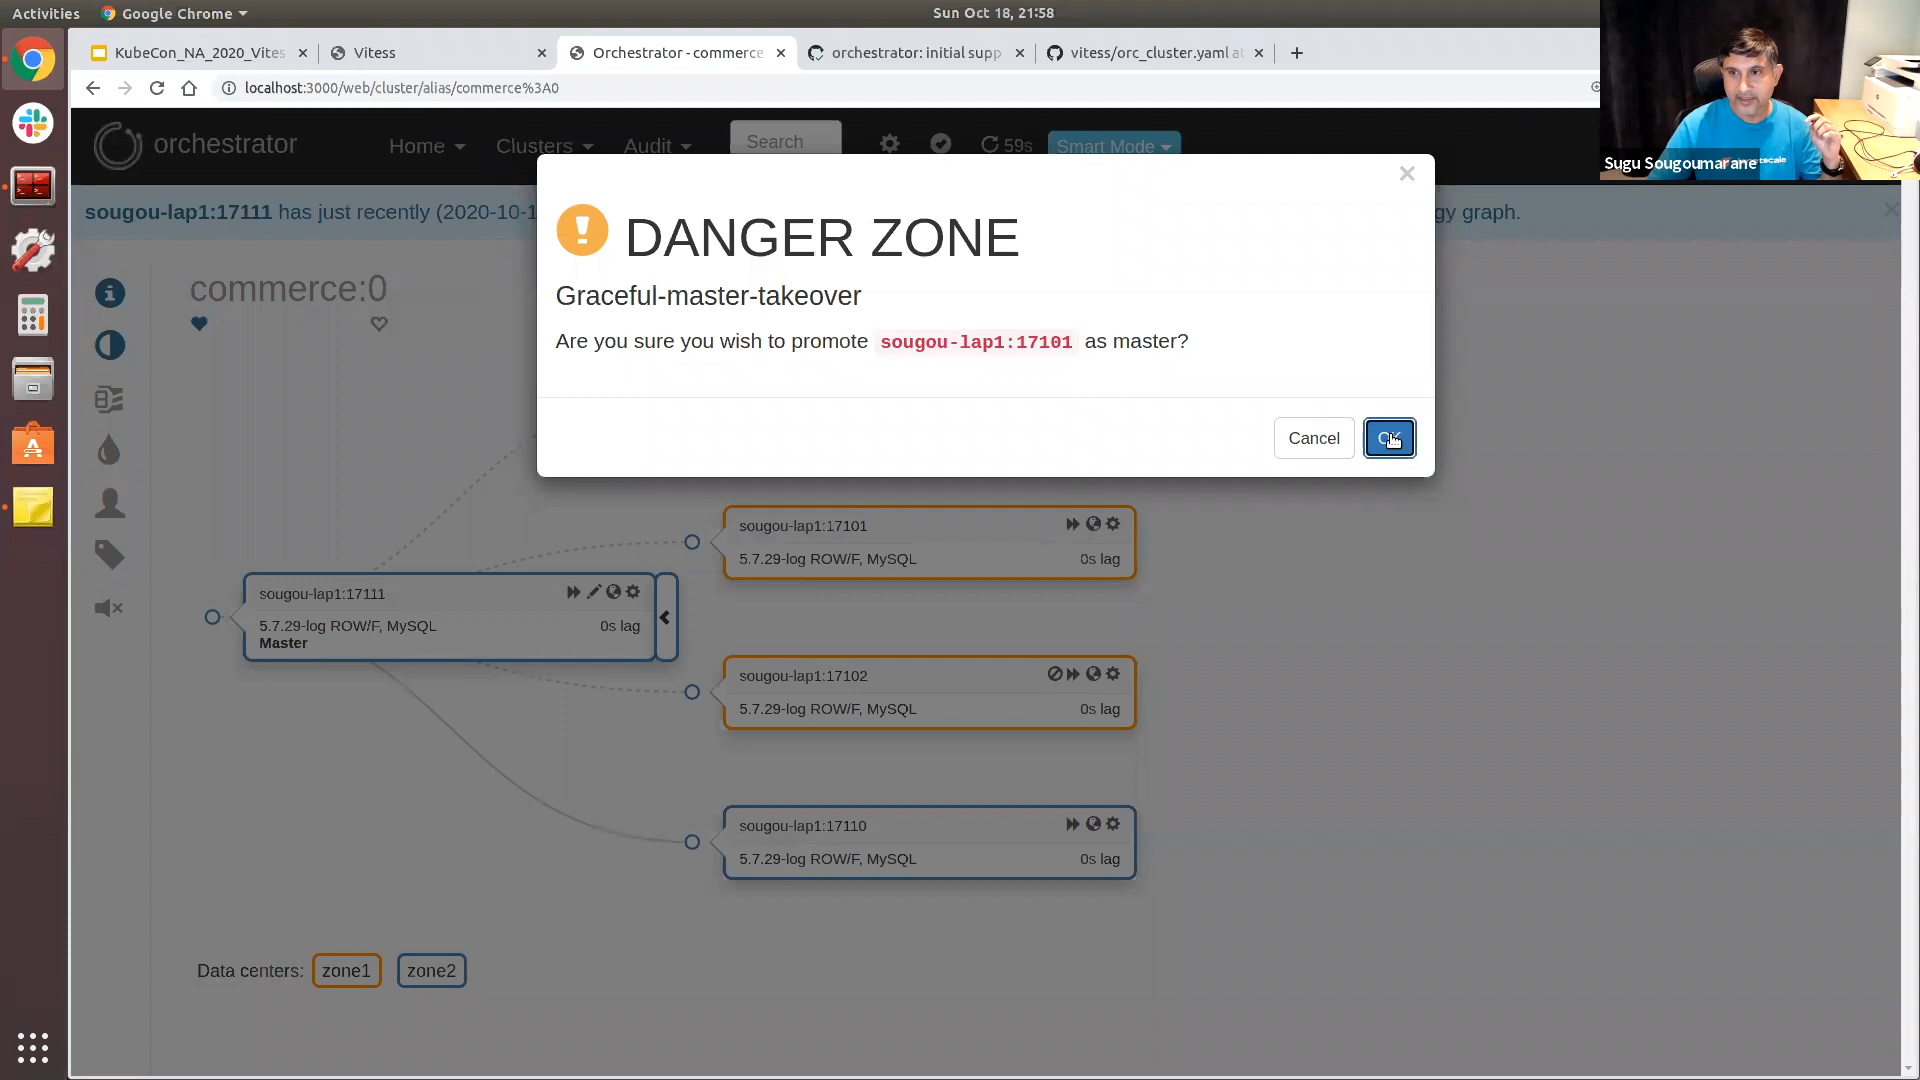 Activities
Google Chrome
Sun Oct 18, 21:58
KubeCon_NA_2020_Vites
Vitess
Orchestrator - commerce
orchestrator: initial supp
vitess/orc_cluster.yaml at
localhost:3000/web/cluster/alias/commerce%3A0
orchestrator
Home
Clusters
Audit
Search
59s
Smart Mode
Sugu Sougoumarane
sougou-lap1:17111 has just recently (2020-10-1
gy graph.
DANGER ZONE
Graceful-master-takeover
Are you sure you wish to promote sougou-lap1:17101 as master?
Cancel
commerce:0
sougou-lap1:17101
5.7.29-log ROW/F, MySQL
0s lag
sougou-lap1:17111
5.7.29-log ROW/F, MySQL
0s lag
Master
sougou-lap1:17102
5.7.29-log ROW/F, MySQL
0s lag
sougou-lap1:17110
5.7.29-log ROW/F, MySQL
0s lag
Data centers:
zone1
zone2